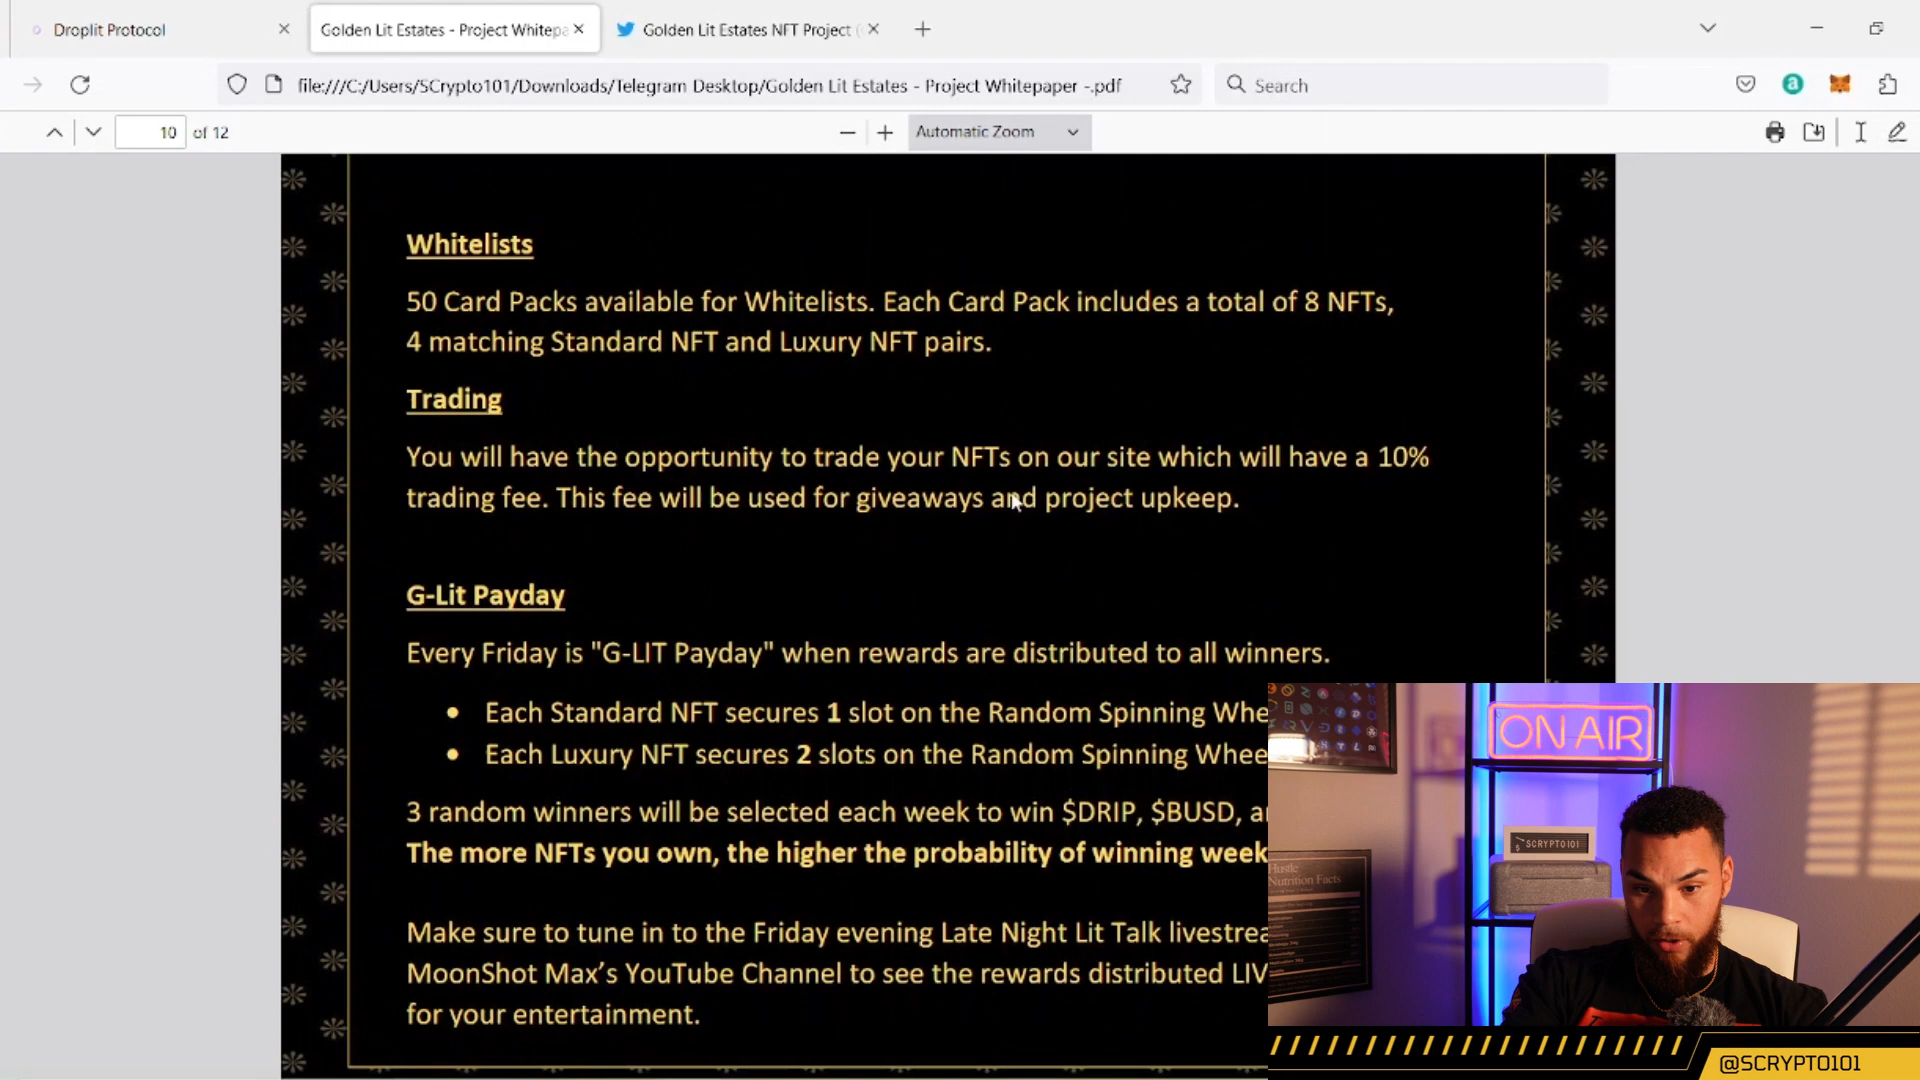 Droplit Protocol
Golden Lit Estates - Project Whitepa
Golden Lit Estates NFT Project (
file:///C:/Users/SCrypto101/Downloads/Telegram Desktop/Golden Lit Estates - Project Whitepaper -.pdf
Search
10 of 12
Automatic Zoom
Whitelists
50 Card Packs available for Whitelists. Each Card Pack includes a total of 8 NFTs,
4 matching Standard NFT and Luxury NFT pairs.
Trading
You will have the opportunity to trade your NFTs on our site which will have a 10%
trading fee. This fee will be used for giveaways and project upkeep.
G-Lit Payday
Every Friday is "G-LIT Payday" when rewards are distributed to all winners.
• Each Standard NFT secures 1 slot on the Random Spinning Whe
• Each Luxury NFT secures 2 slots on the Random Spinning Whee
3 random winners will be selected each week to win $DRIP, $BUSD, a
The more NFTs you own, the higher the probability of winning week
Make sure to tune in to the Friday evening Late Night Lit Talk livestrea
MoonShot Max's YouTube Channel to see the rewards distributed LIV
for your entertainment.
ON AIR
SCRYPTO101
Hustle
Nutrition Facts
@SCRYPTO101